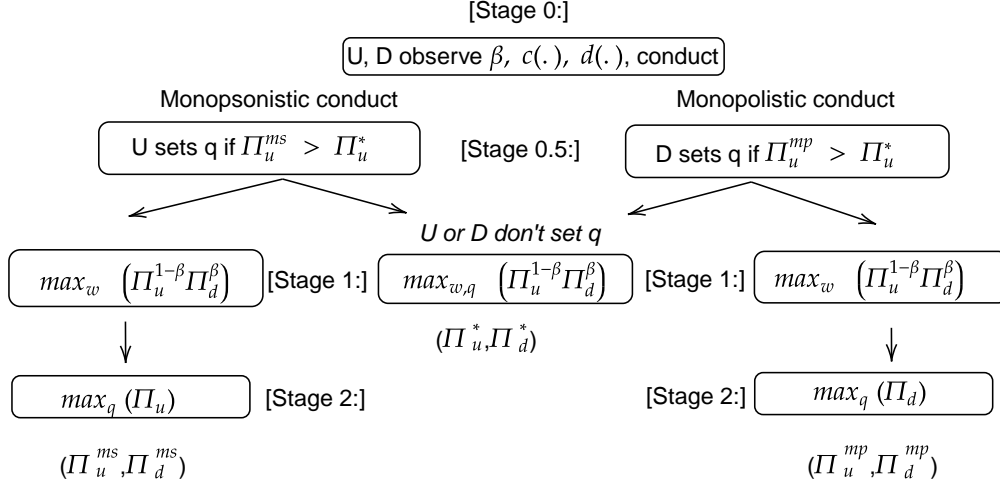 [Stage 0:]
U, D observe β, c(.), d(.), conduct
Monopsonistic conduct
Monopolistic conduct
U sets q if Π_u^{ms} > Π_u^*
[Stage 0.5:]
D sets q if Π_u^{mp} > Π_u^*
U or D don't set q
max_w (Π_u^{1−β}Π_d^β)
[Stage 1:]
max_{w,q} (Π_u^{1−β}Π_d^β)
[Stage 1:]
max_w (Π_u^{1−β}Π_d^β)
(Π_u^*,Π_d^*)
max_q (Π_u)
[Stage 2:]
[Stage 2:]
max_q (Π_d)
(Π_u^{ms},Π_d^{ms})
(Π_u^{mp},Π_d^{mp})